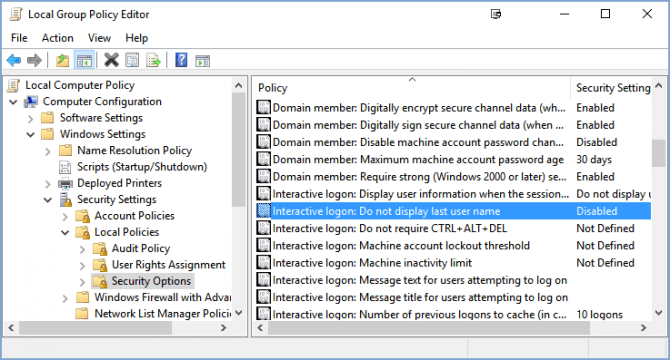 Local Group Policy Editor
File Action View Help
Local Computer Policy
Computer Configuration
Software Settings
Windows Settings
Name Resolution Policy
Scripts (Startup/Shutdown)
Deployed Printers
Security Settings
Account Policies
Local Policies
Audit Policy
User Rights Assignment
Security Options
Windows Firewall with Advan
Network List Manager Policie
Policy Security Setting
Domain member: Digitally encrypt secure channel data (wh... Enabled
Domain member: Digitally sign secure channel data (when ... Enabled
Domain member: Disable machine account password chan... Disabled
Domain member: Maximum machine account password age 30 days
Domain member: Require strong (Windows 2000 or later) se... Enabled
Interactive logon: Display user information when the session... Do not display u
Interactive logon: Do not display last user name Disabled
Interactive logon: Do not require CTRL+ALT+DEL Not Defined
Interactive logon: Machine account lockout threshold Not Defined
Interactive logon: Machine inactivity limit Not Defined
Interactive logon: Message text for users attempting to log on
Interactive logon: Message title for users attempting to log on
Interactive logon: Number of previous logons to cache (in c... 10 logons